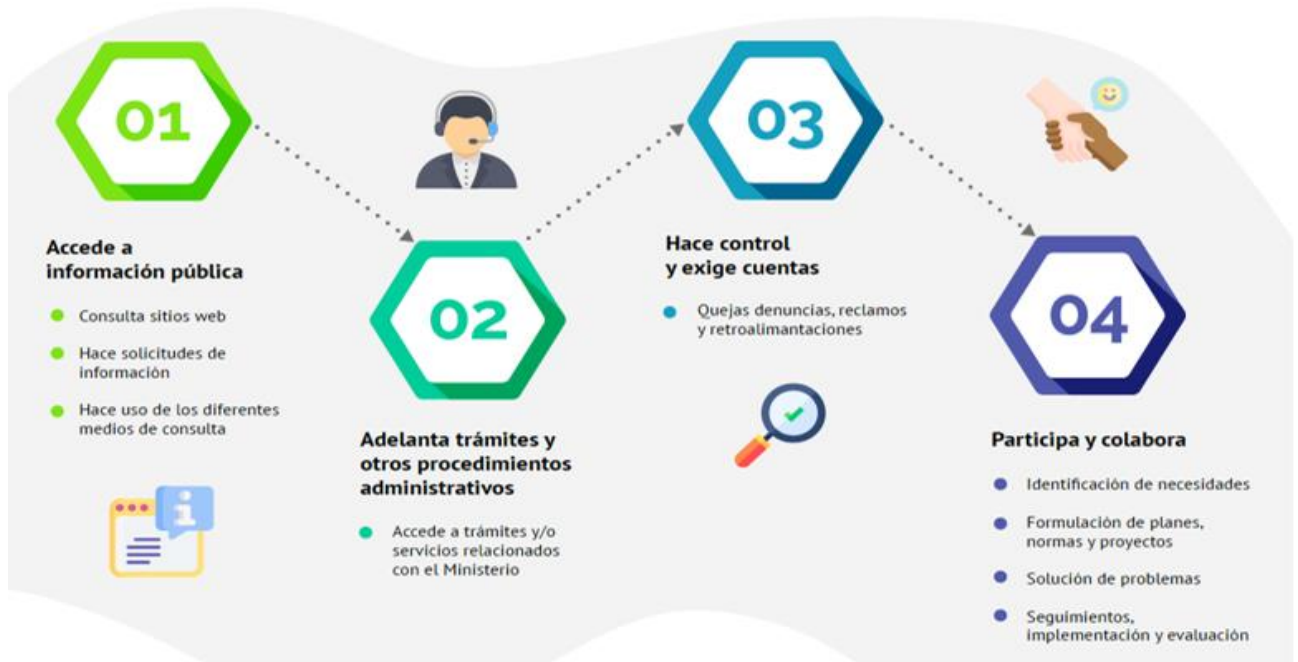 01
Accede a
información pública
Consulta sitios web
Hace solicitudes de
información
Hace uso de los diferentes
medios de consulta
02
Adelanta trámites y
otros procedimientos
administrativos
Accede a trámites y/o
servicios relacionados
con el Ministerio
03
Hace control
y exige cuentas
Quejas denuncias, reclamos
y retroalimantaciones
04
Participa y colabora
Identificación de necesidades
Formulación de planes,
normas y proyectos
Solución de problemas
Seguimientos,
implementación y evaluación